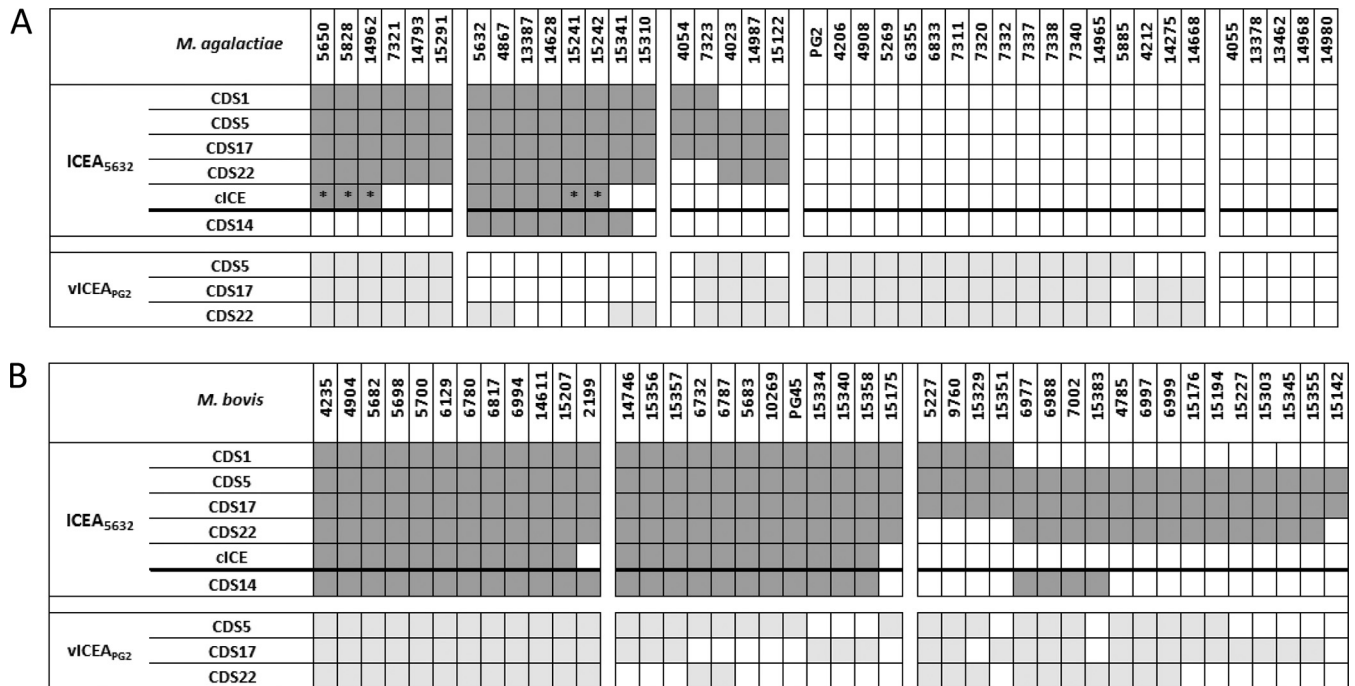 A
M. agalactiae 5650 5828 14962 7321 14793 15291 5632 4867 13387 14628 15241 15242 15341 15310 4054 7323 4023 14987 15122 PG2 4206 4908 5269 6355 6833 7311 7320 7332 7337 7338 7340 14965 5885 4212 14275 14668 4055 13378 13462 14968 14980
CDS1
CDS5
ICEA5632 CDS17
CDS22
cICE * * * * *
CDS14
CDS5
vICEAPG2 CDS17
CDS22
B
M. bovis 4235 4904 5682 5698 5700 6129 6780 6817 6994 14611 15207 2199 14746 15356 15357 6732 6787 5683 10269 PG45 15334 15340 15358 15175 5227 9760 15329 15351 6977 6988 7002 15383 4785 6997 6999 15176 15194 15227 15303 15345 15355 15142
CDS1
CDS5
ICEA5632 CDS17
CDS22
cICE
CDS14
CDS5
vICEAPG2 CDS17
CDS22